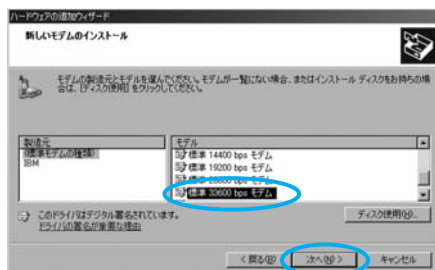 ハードウェアの追加ウィザード
新しいモデムのインストール
モデムの製造元とモデルを選んでください。モデムが一覧にない場合、またはインストール ディスクをお持ちの場
合は、[ディスク使用] をクリックしてください。
製造元
(標準モデムの種類)
IBM
モデル
標準 14400 bps モデム
標準 19200 bps モデム
標準 28800 bps モデム
標準 33600 bps モデム
このドライバはデジタル署名されています。
ドライバの署名が重要な理由
ディスク使用(H)...
< 戻る(B)
次へ(N) >
キャンセル